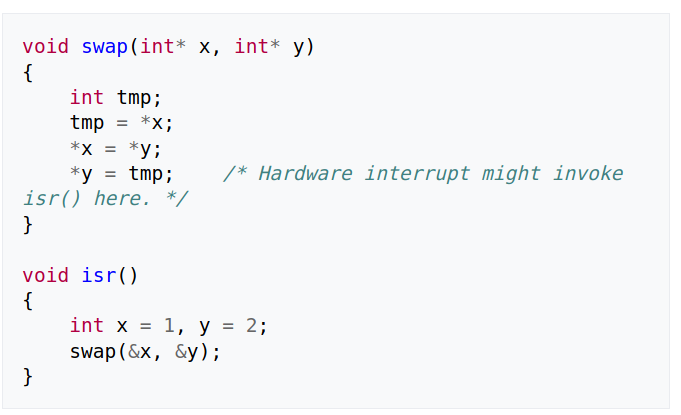 void swap(int* x, int* y)
{
    int tmp;
    tmp = *x;
    *x = *y;
    *y = tmp;    /* Hardware interrupt might invoke
isr() here. */
}

void isr()
{
    int x = 1, y = 2;
    swap(&x, &y);
}